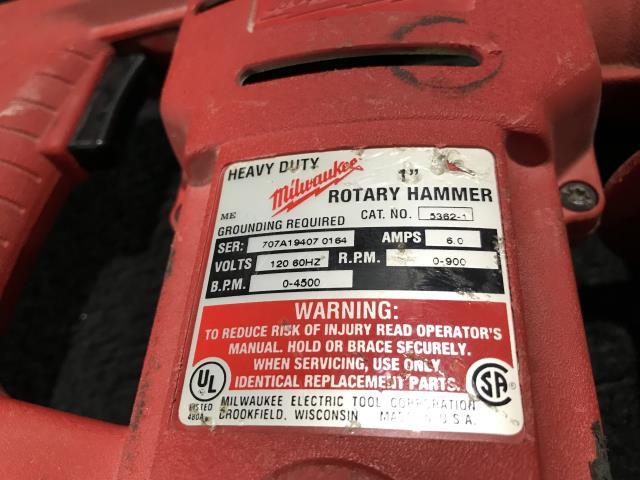 HEAVY DUTY
Milwaukee
1"
ROTARY HAMMER
ME
GROUNDING REQUIRED CAT. NO. 5362-1
SER: 707A19407 0164 AMPS 6.0
VOLTS 120 60HZ R.P.M. 0-900
B.P.M. 0-4500
WARNING:
TO REDUCE RISK OF INJURY READ OPERATOR'S
MANUAL. HOLD OR BRACE SECURELY.
WHEN SERVICING, USE ONLY
IDENTICAL REPLACEMENT PARTS.
UL
LISTED
480A
SA
MILWAUKEE ELECTRIC TOOL CORPORATION
BROOKFIELD, WISCONSIN MADE IN U.S.A.